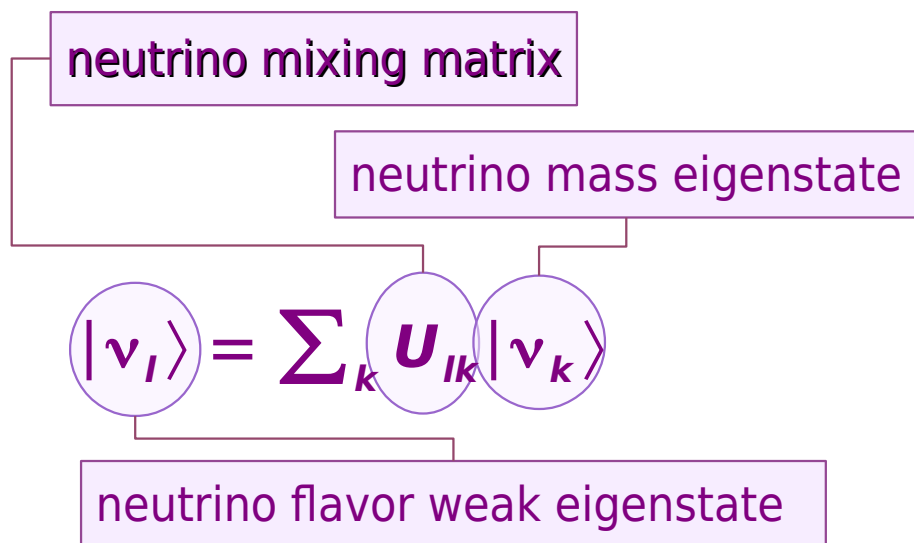 neutrino mixing matrix
neutrino mass eigenstate
|νl⟩ = ∑k Ulk |νk⟩
neutrino flavor weak eigenstate